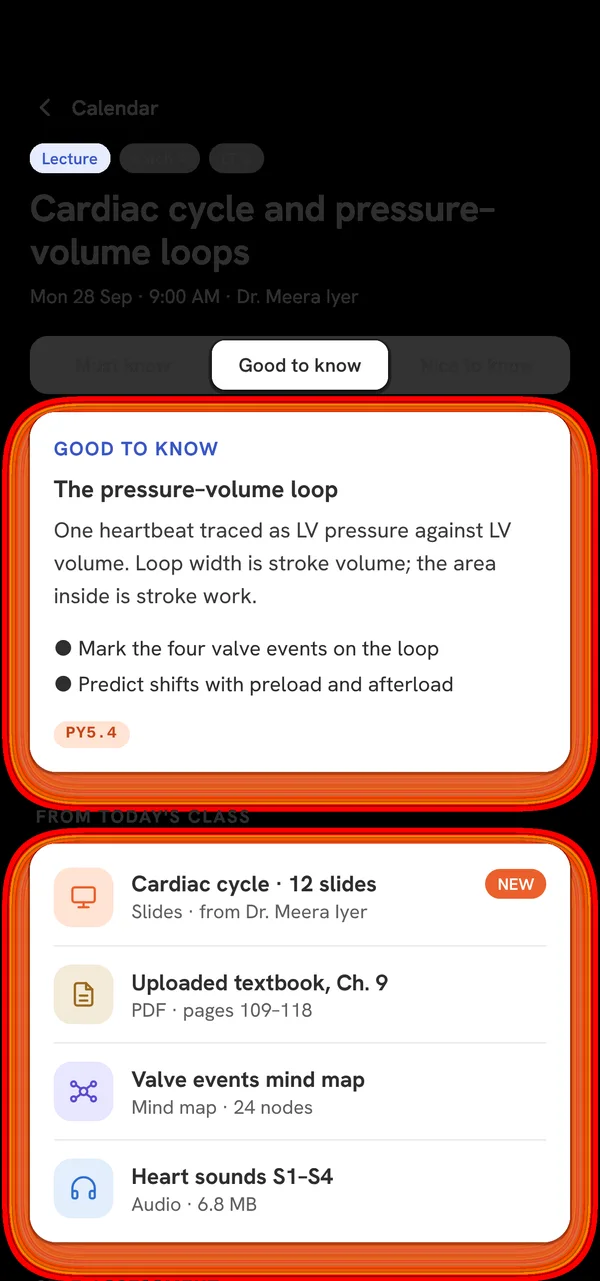 Calendar
Lecture
Cardiac cycle and pressure–
volume loops
Mon 28 Sep · 9:00 AM · Dr. Meera Iyer
Must know
Good to know
Nice to know
GOOD TO KNOW
The pressure–volume loop
One heartbeat traced as LV pressure against LV
volume. Loop width is stroke volume; the area
inside is stroke work.
● Mark the four valve events on the loop
● Predict shifts with preload and afterload
PY5.4
FROM TODAY'S CLASS
Cardiac cycle · 12 slides
NEW
Slides · from Dr. Meera Iyer
Uploaded textbook, Ch. 9
PDF · pages 109–118
Valve events mind map
Mind map · 24 nodes
Heart sounds S1–S4
Audio · 6.8 MB